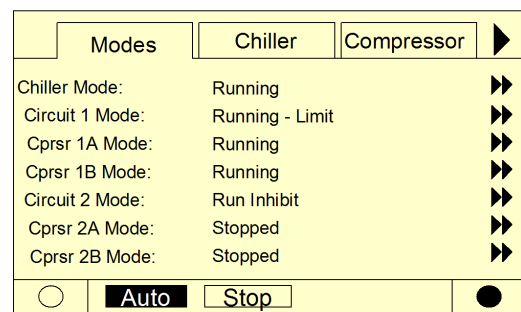 Modes Chiller Compressor
Chiller Mode: Running
Circuit 1 Mode: Running - Limit
Cprsr 1A Mode: Running
Cprsr 1B Mode: Running
Circuit 2 Mode: Run Inhibit
Cprsr 2A Mode: Stopped
Cprsr 2B Mode: Stopped
Auto Stop